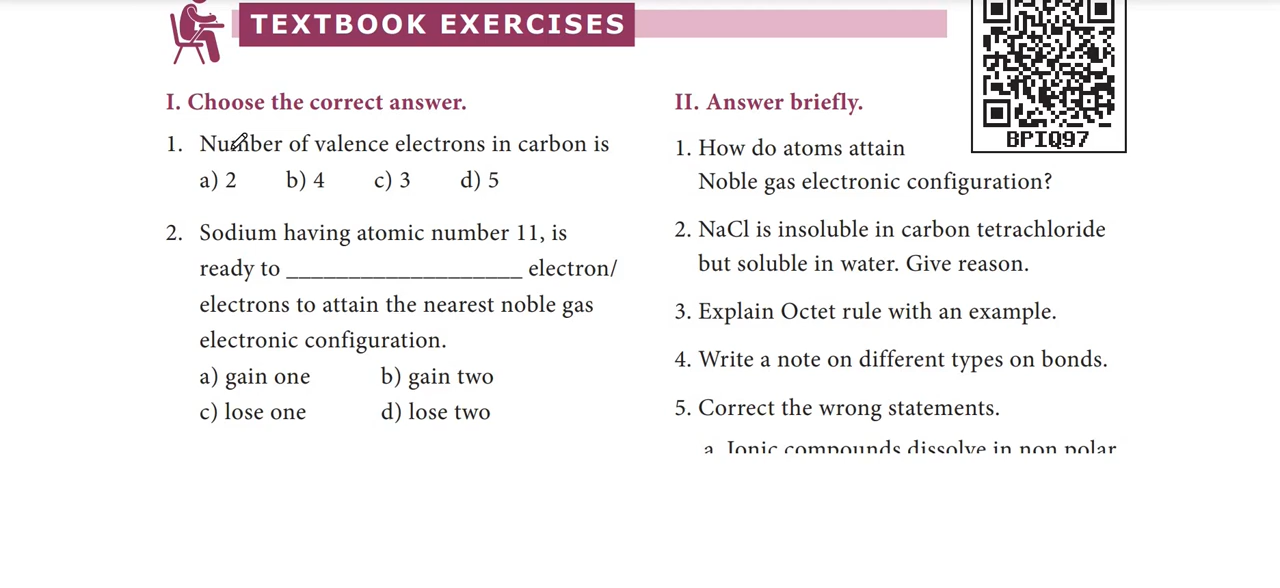 TEXTBOOK EXERCISES
BPIQ97
I. Choose the correct answer.
1. Number of valence electrons in carbon is
a) 2 b) 4 c) 3 d) 5
2. Sodium having atomic number 11, is
ready to ___________________ electron/
electrons to attain the nearest noble gas
electronic configuration.
a) gain one b) gain two
c) lose one d) lose two
II. Answer briefly.
1. How do atoms attain
Noble gas electronic configuration?
2. NaCl is insoluble in carbon tetrachloride
but soluble in water. Give reason.
3. Explain Octet rule with an example.
4. Write a note on different types on bonds.
5. Correct the wrong statements.
a. Ionic compounds dissolve in non polar